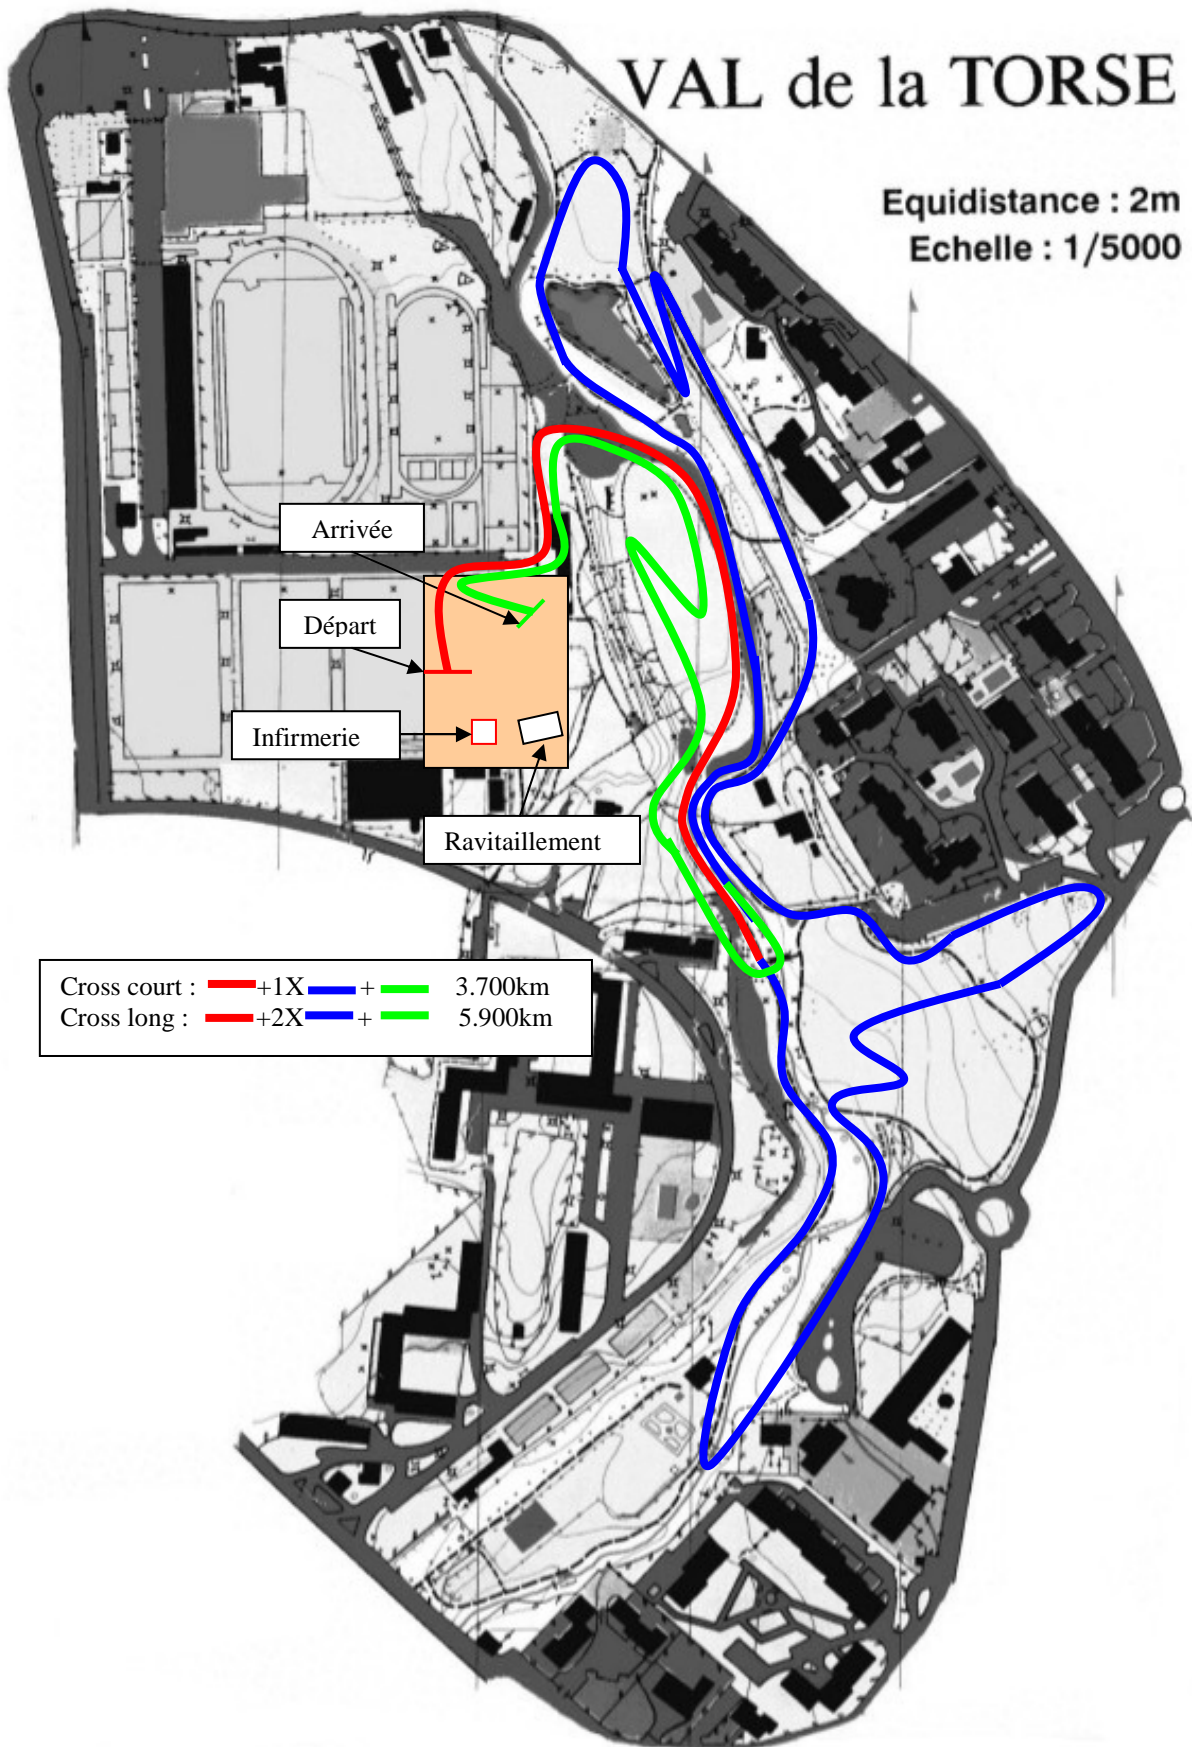 VAL de la TORSE
Equidistance : 2m
Echelle : 1/5000
Arrivée
Départ
Infirmerie
Ravitaillement
Cross court : +1X + 3.700km
Cross long : +2X + 5.900km